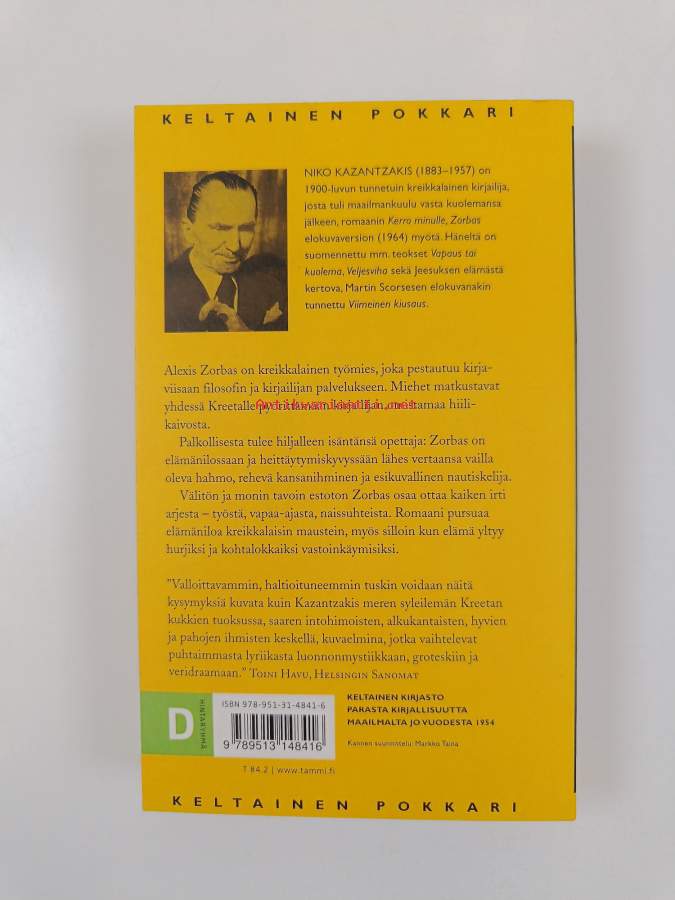 KELTAINEN POKKARI
NIKO KAZANTZAKIS (1883–1957) on
1900-luvun tunnetuin kreikkalainen kirjailija,
josta tuli maailmankuulu vasta kuolemansa
jälkeen, romaanin Kerro minulle, Zorbas
elokuvaversion (1964) myötä. Häneltä on
suomennettu mm. teokset Vapaus tai
kuolema, Veljesviha sekä Jeesuksen elämästä
kertova, Martin Scorsesen elokuvanakin
tunnettu Viimeinen kiusaus.
Alexis Zorbas on kreikkalainen työmies, joka pestautuu kirja-
viisaan filosofin ja kirjailijan palvelukseen. Miehet matkustavat
yhdessä Kreetalle pyörittämään kirjailijan omistamaa hiili-
kaivosta.
Palkollisesta tulee hiljalleen isäntänsä opettaja: Zorbas on
elämänilossaan ja heittäytymiskyvyssään lähes vertaansa vailla
oleva hahmo, rehevä kansanihminen ja esikuvallinen nautiskelija.
Välitön ja monin tavoin estoton Zorbas osaa ottaa kaiken irti
arjesta – työstä, vapaa-ajasta, naissuhteista. Romaani pursuaa
elämäniloa kreikkalaisin maustein, myös silloin kun elämä yltyy
hurjiksi ja kohtalokkaiksi vastoinkäymisiksi.
”Valloittavammin, haltioituneemmin tuskin voidaan näitä
kysymyksiä kuvata kuin Kazantzakis meren syleilemän Kreetan
kukkien tuoksussa, saaren intohimoisten, alkukantaisten, hyvien
ja pahojen ihmisten keskellä, kuvaelmina, jotka vaihtelevat
puhtaimmasta lyriikasta luonnonmystiikkaan, groteskiin ja
veridraamaan.” TOINI HAVU, HELSINGIN SANOMAT
D
HINTARYHMÄ
ISBN 978-951-31-4841-6
9 789513 148416
T 84.2 | www.tammi.fi
KELTAINEN KIRJASTO
PARASTA KIRJALLISUUTTA
MAAILMALTA JO VUODESTA 1954
Kannen suunnittelu: Markko Taina
KELTAINEN POKKARI